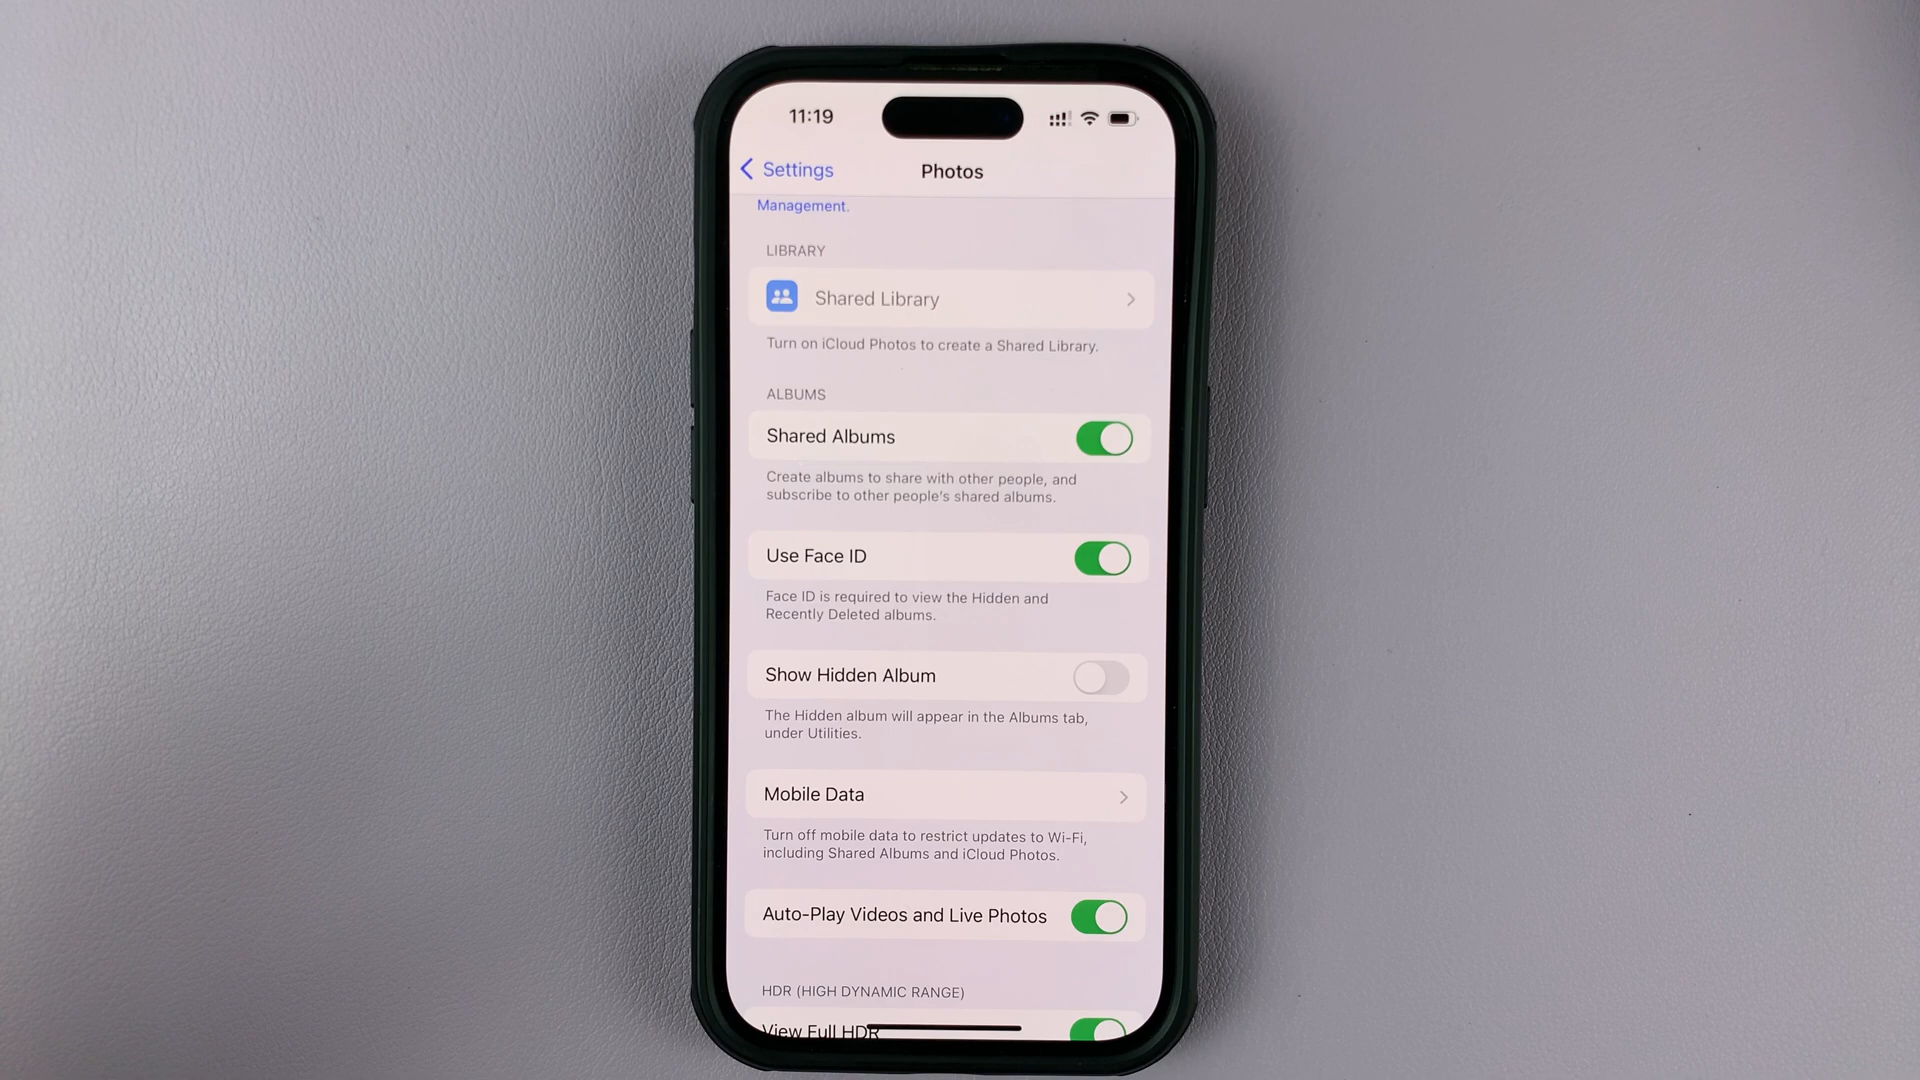 11:19
Settings
Photos
Management.
LIBRARY
Shared Library
Turn on iCloud Photos to create a Shared Library.
ALBUMS
Shared Albums
Create albums to share with other people, and
subscribe to other people's shared albums.
Use Face ID
Face ID is required to view the Hidden and
Recently Deleted albums.
Show Hidden Album
The Hidden album will appear in the Albums tab,
under Utilities.
Mobile Data
Turn off mobile data to restrict updates to Wi-Fi,
including Shared Albums and iCloud Photos.
Auto-Play Videos and Live Photos
HDR (HIGH DYNAMIC RANGE)
View Full HDR